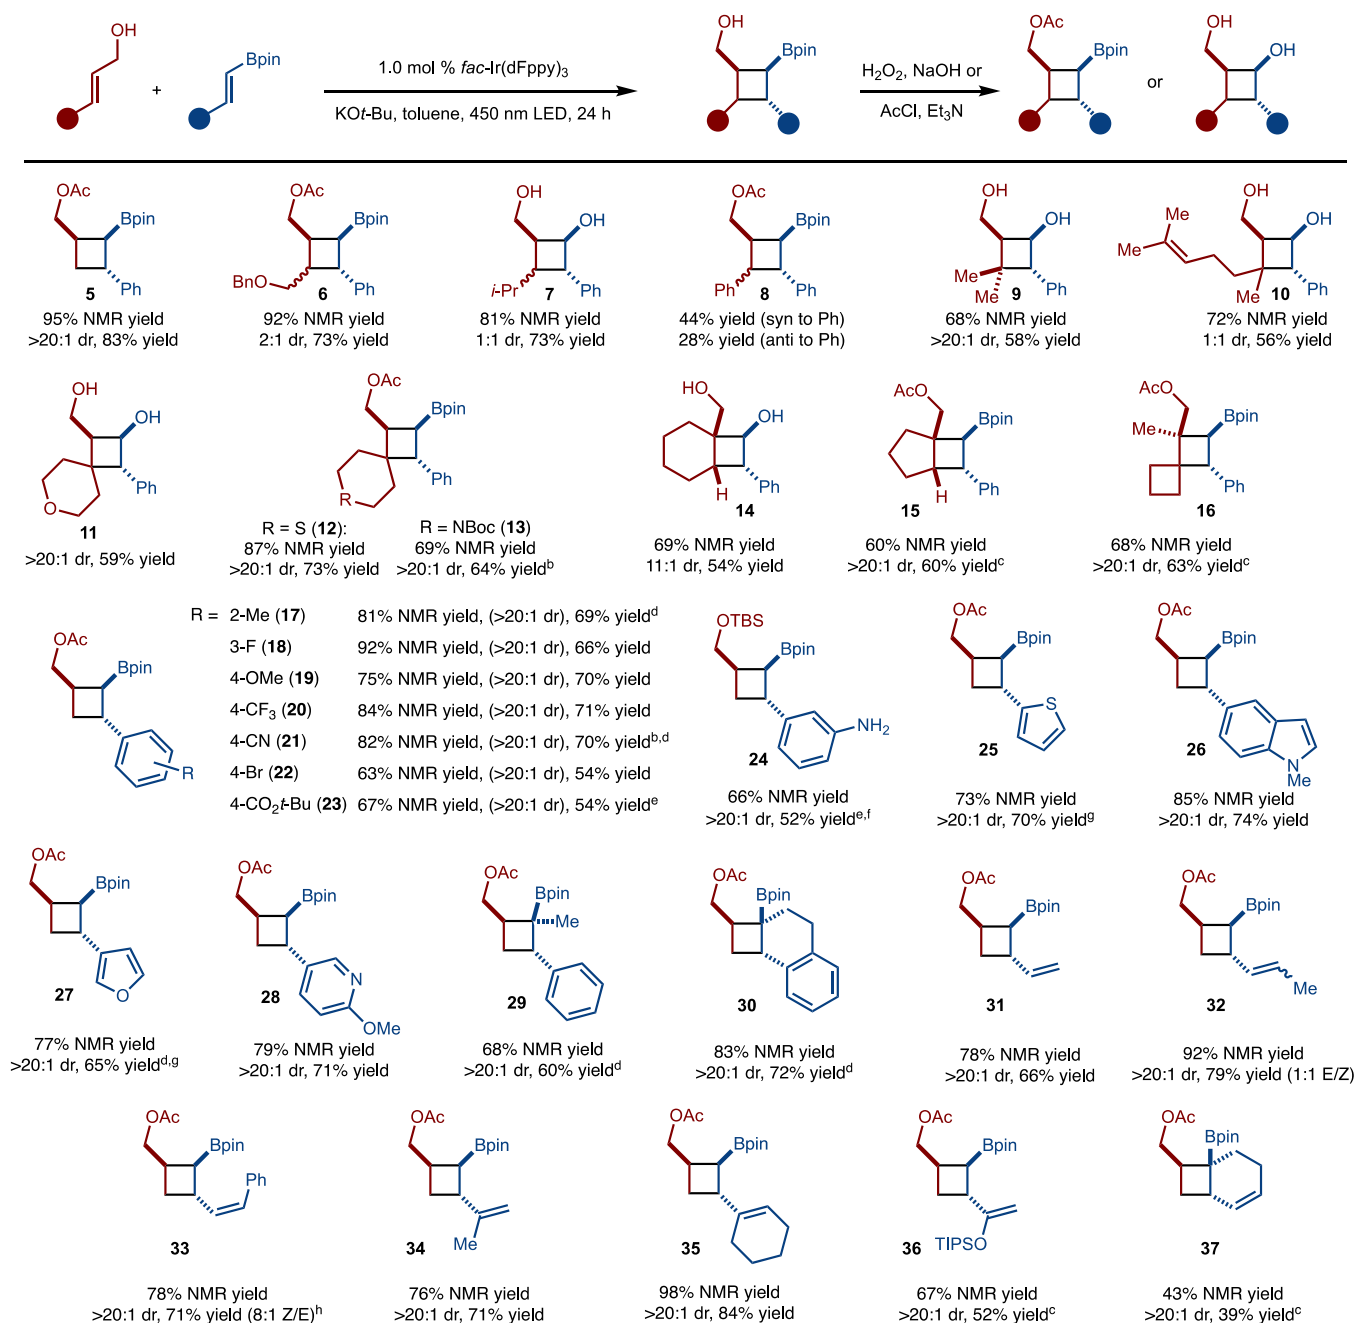 OH
Bpin
+
1.0 mol % fac-Ir(dFppy)₃
KOt-Bu, toluene, 450 nm LED, 24 h
OH
Bpin
H₂O₂, NaOH or
AcCl, Et₃N
OAc
Bpin
or
OH
OH
OAc
Bpin
Ph
5
95% NMR yield
>20:1 dr, 83% yield
OAc
Bpin
BnO
Ph
6
92% NMR yield
2:1 dr, 73% yield
OH
OH
i-Pr
Ph
7
81% NMR yield
1:1 dr, 73% yield
OAc
Bpin
Ph
Ph
8
44% yield (syn to Ph)
28% yield (anti to Ph)
OH
OH
Me
Me
Ph
9
68% NMR yield
>20:1 dr, 58% yield
OH
Me
OH
Me
Me
Ph
10
72% NMR yield
1:1 dr, 56% yield
OH
OH
Ph
O
11
>20:1 dr, 59% yield
OAc
Bpin
Ph
R
R = S (12):
87% NMR yield
>20:1 dr, 73% yield
R = NBoc (13)
69% NMR yield
>20:1 dr, 64% yieldᵇ
HO
OH
H
Ph
14
69% NMR yield
11:1 dr, 54% yield
AcO
Bpin
H
Ph
15
60% NMR yield
>20:1 dr, 60% yieldᶜ
AcO
Bpin
Me
Ph
16
68% NMR yield
>20:1 dr, 63% yieldᶜ
OAc
Bpin
R
R = 2-Me (17) 81% NMR yield, (>20:1 dr), 69% yieldᵈ
3-F (18) 92% NMR yield, (>20:1 dr), 66% yield
4-OMe (19) 75% NMR yield, (>20:1 dr), 70% yield
4-CF₃ (20) 84% NMR yield, (>20:1 dr), 71% yield
4-CN (21) 82% NMR yield, (>20:1 dr), 70% yieldᵇ,ᵈ
4-Br (22) 63% NMR yield, (>20:1 dr), 54% yield
4-CO₂t-Bu (23) 67% NMR yield, (>20:1 dr), 54% yieldᵉ
OTBS
Bpin
NH₂
24
66% NMR yield
>20:1 dr, 52% yieldᵉ,ᶠ
OAc
Bpin
S
25
73% NMR yield
>20:1 dr, 70% yieldᵍ
OAc
Bpin
N
Me
26
85% NMR yield
>20:1 dr, 74% yield
OAc
Bpin
O
27
77% NMR yield
>20:1 dr, 65% yieldᵈ,ᵍ
OAc
Bpin
N
OMe
28
79% NMR yield
>20:1 dr, 71% yield
OAc
Bpin
Me
29
68% NMR yield
>20:1 dr, 60% yieldᵈ
OAc
Bpin
30
83% NMR yield
>20:1 dr, 72% yieldᵈ
OAc
Bpin
31
78% NMR yield
>20:1 dr, 66% yield
OAc
Bpin
Me
32
92% NMR yield
>20:1 dr, 79% yield (1:1 E/Z)
OAc
Bpin
Ph
33
78% NMR yield
>20:1 dr, 71% yield (8:1 Z/E)ʰ
OAc
Bpin
Me
34
76% NMR yield
>20:1 dr, 71% yield
OAc
Bpin
35
98% NMR yield
>20:1 dr, 84% yield
OAc
Bpin
TIPSO
36
67% NMR yield
>20:1 dr, 52% yieldᶜ
OAc
Bpin
37
43% NMR yield
>20:1 dr, 39% yieldᶜ